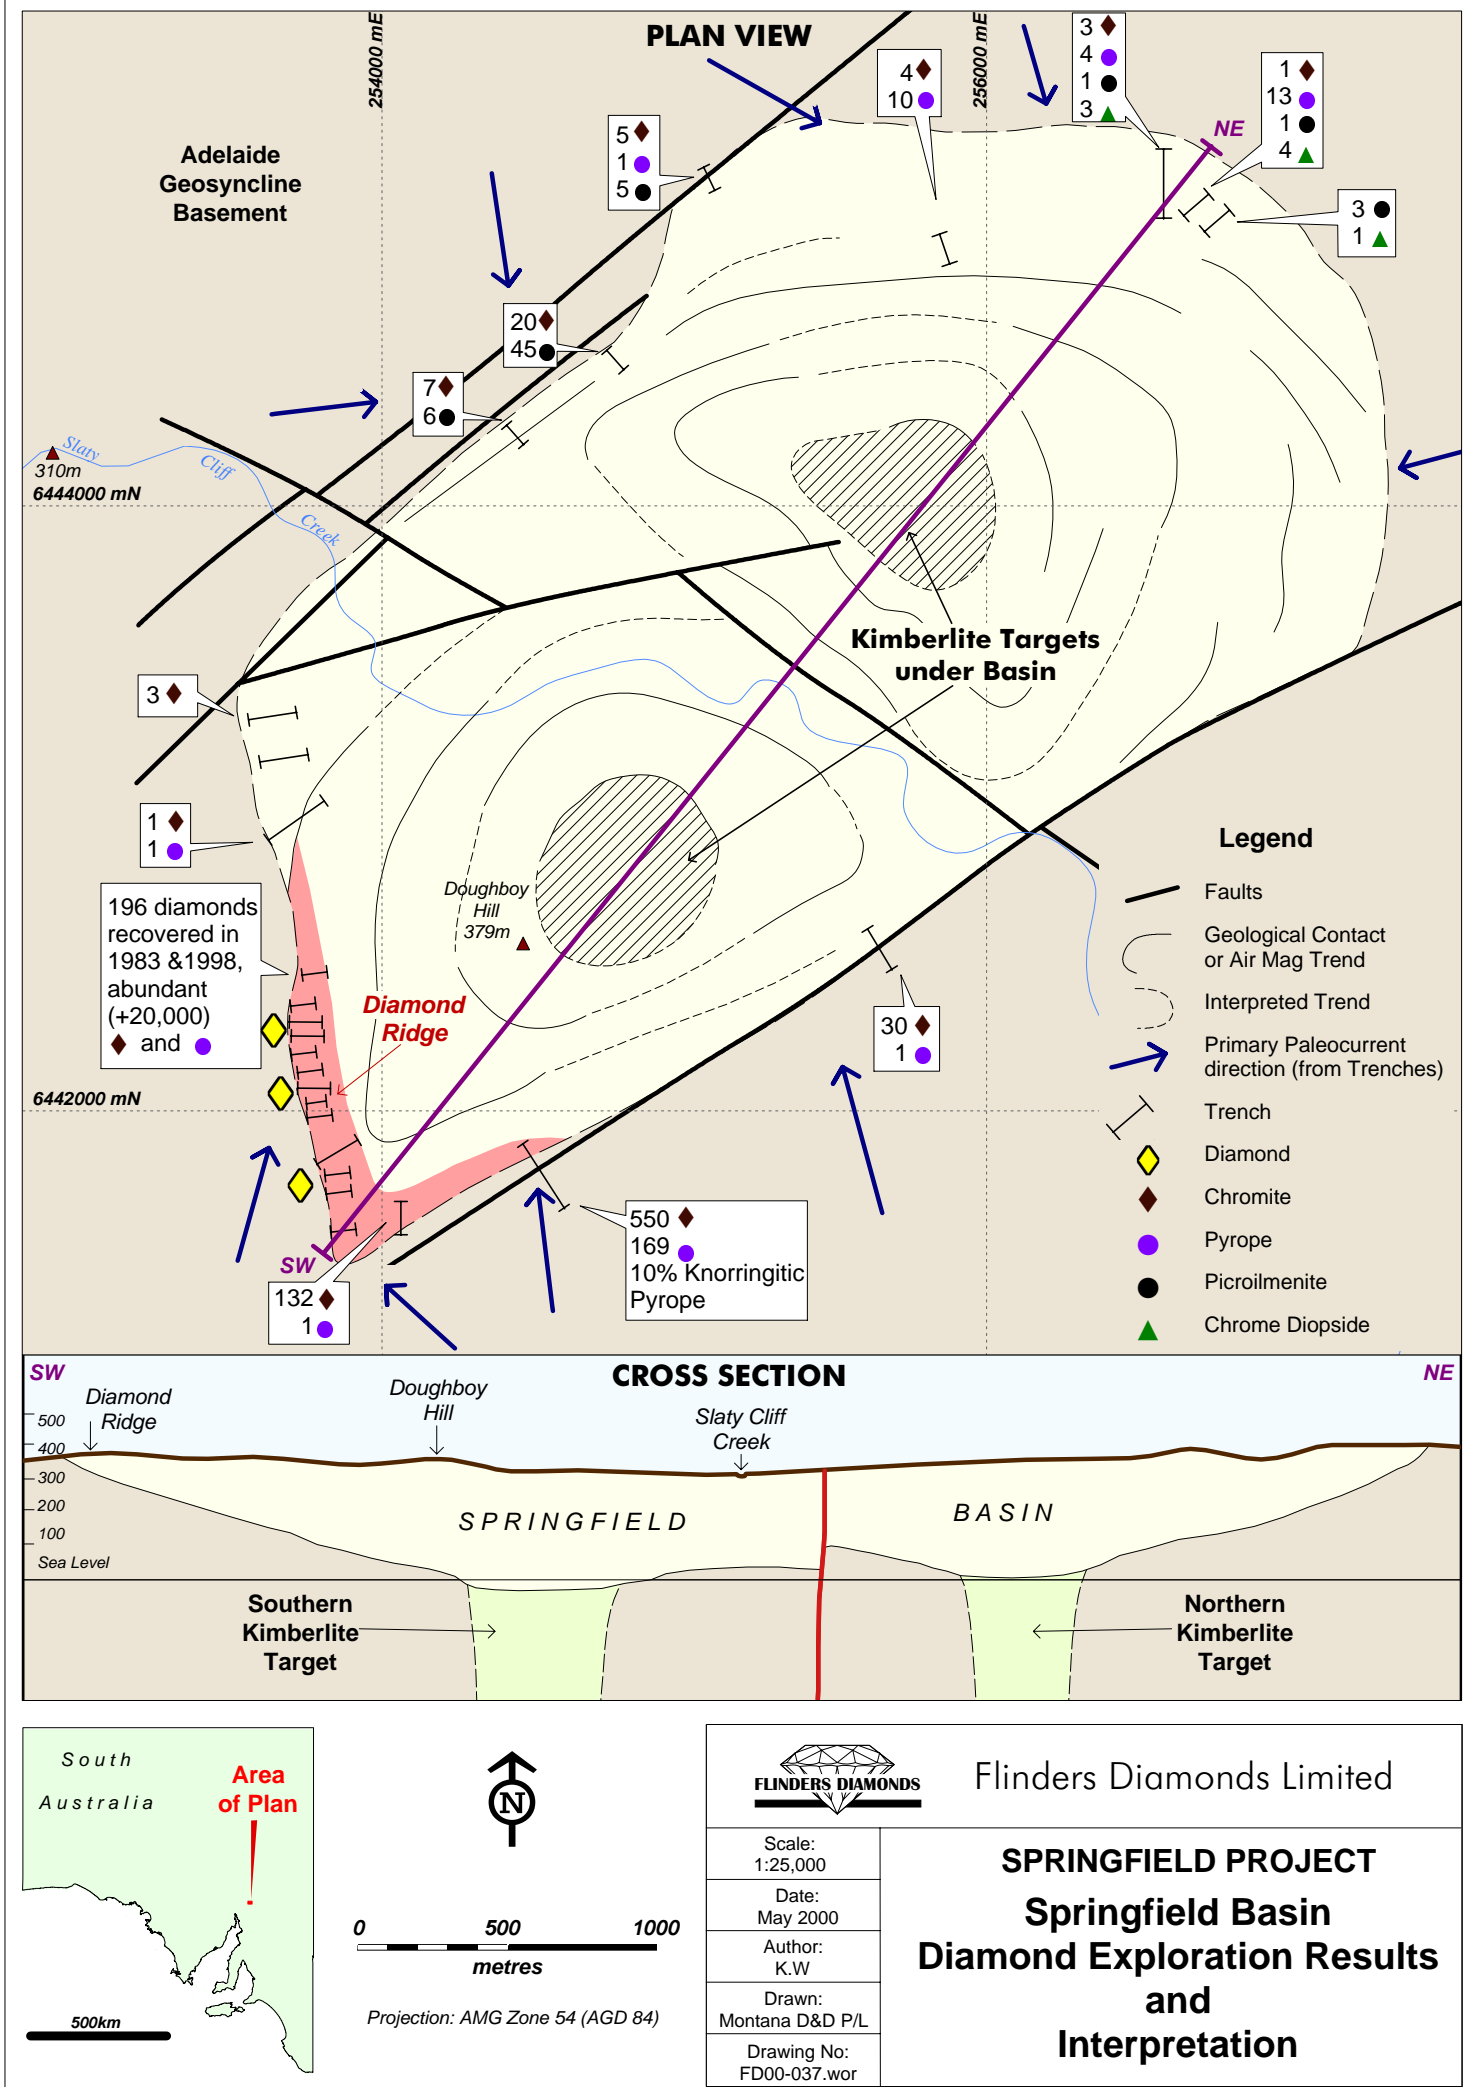 PLAN VIEW
254000 mE
256000 mE
Adelaide
Geosyncline
Basement
5
1
5
4
10
3
4
1
3
1
13
1
4
3
1
NE
20
45
7
6
Slaty
Cliff
Creek
310m
6444000 mN
Kimberlite Targets
under Basin
3
1
1
196 diamonds
recovered in
1983 &1998,
abundant
(+20,000)
and
Doughboy
Hill
379m
Diamond
Ridge
6442000 mN
30
1
SW
132
1
550
169
10% Knorringitic
Pyrope
Legend
Faults
Geological Contact
or Air Mag Trend
Interpreted Trend
Primary Paleocurrent
direction (from Trenches)
Trench
Diamond
Chromite
Pyrope
Picroilmenite
Chrome Diopside
SW
CROSS SECTION
NE
Diamond
Ridge
Doughboy
Hill
Slaty Cliff
Creek
500
400
300
200
100
Sea Level
SPRINGFIELD
BASIN
Southern
Kimberlite
Target
Northern
Kimberlite
Target
South
Australia
Area
of Plan
500km
N
0 500 1000
metres
Projection: AMG Zone 54 (AGD 84)
FLINDERS DIAMONDS
Flinders Diamonds Limited
Scale:
1:25,000
Date:
May 2000
Author:
K.W
Drawn:
Montana D&D P/L
Drawing No:
FD00-037.wor
SPRINGFIELD PROJECT
Springfield Basin
Diamond Exploration Results
and
Interpretation